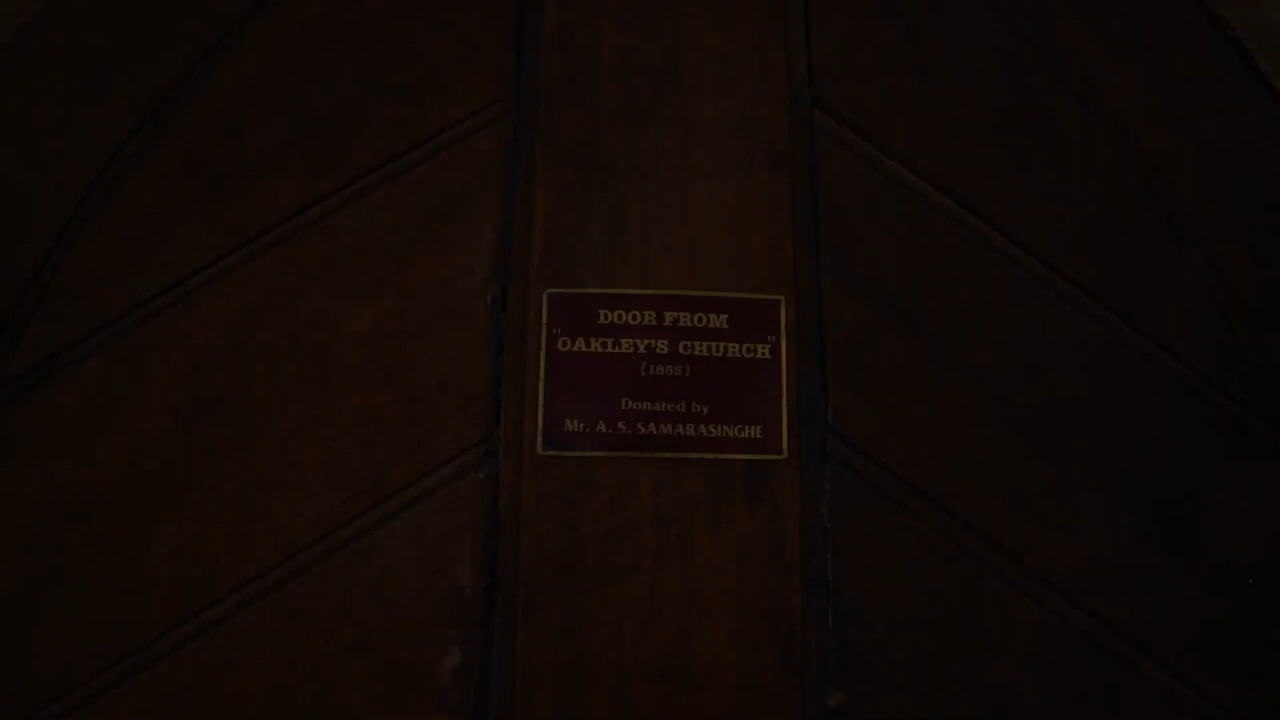 DOOR FROM
"OAKLEY'S CHURCH"
Donated by
Mr. A. S. SAMARASINGHE